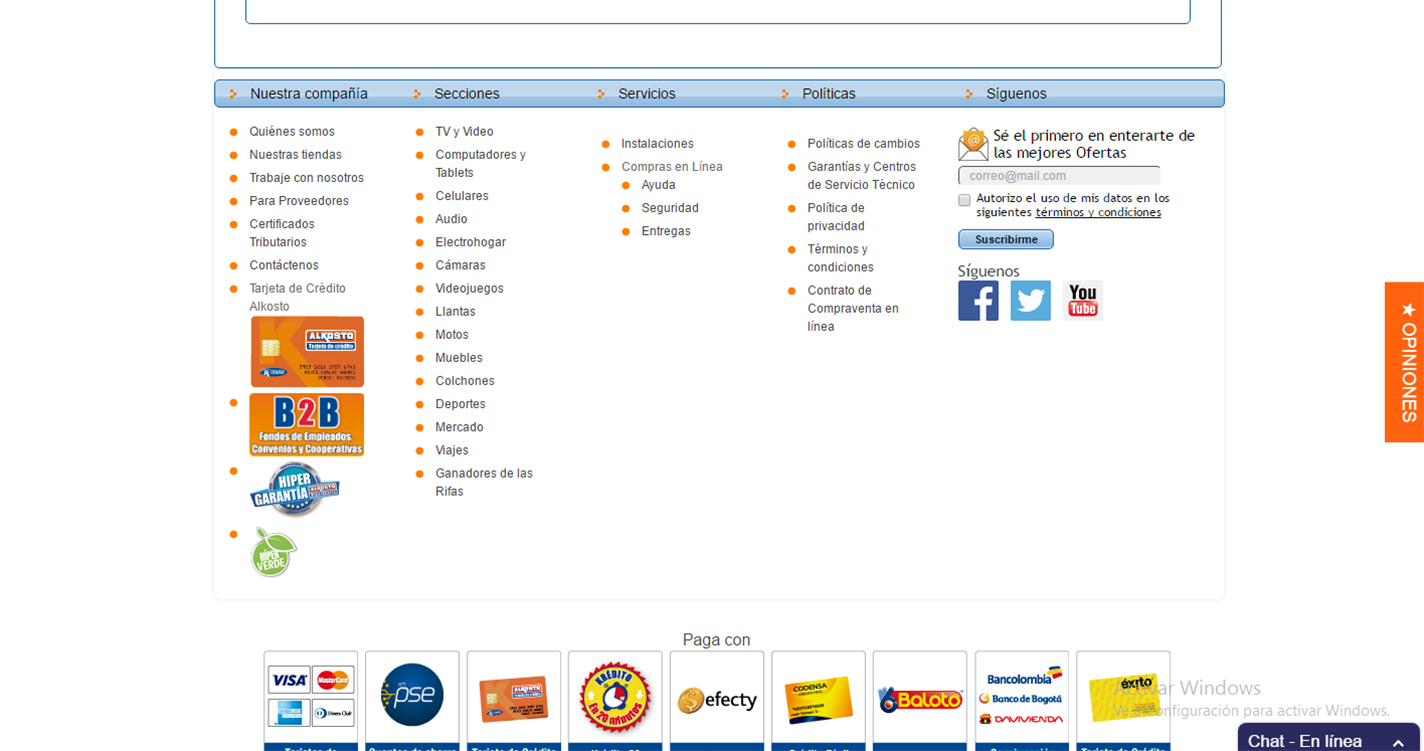 Nuestra compañía
Secciones
Servicios
Políticas
Síguenos
Quiénes somos
Nuestras tiendas
Trabaje con nosotros
Para Proveedores
Certificados
Tributarios
Contáctenos
Tarjeta de Crédito
Alkosto
ALKOSTO
Tarjeta de crédito
B2B
Fondos de Empleados,
Convenios y Cooperativas
HIPER
GARANTÍA
ALKOSTO
HIPER
VERDE
TV y Video
Computadores y
Tablets
Celulares
Audio
Electrohogar
Cámaras
Videojuegos
Llantas
Motos
Muebles
Colchones
Deportes
Mercado
Viajes
Ganadores de las
Rifas
Instalaciones
Compras en Línea
Ayuda
Seguridad
Entregas
Políticas de cambios
Garantías y Centros
de Servicio Técnico
Política de
privacidad
Términos y
condiciones
Contrato de
Compraventa en
línea
Sé el primero en enterarte de
las mejores Ofertas
correo@mail.com
Autorizo el uso de mis datos en los
siguientes términos y condiciones
Suscribirme
Síguenos
You
Tube
★ OPINIONES
Paga con
VISA
MasterCard
Diners Club
pse
ALKOSTO
KRÉDITO
En 20 minutos
efecty
CODENSA
Baloto
Bancolombia
Banco de Bogotá
DAVIVIENDA
éxito
Activar Windows
Ve a Configuración para activar Windows.
Chat - En línea